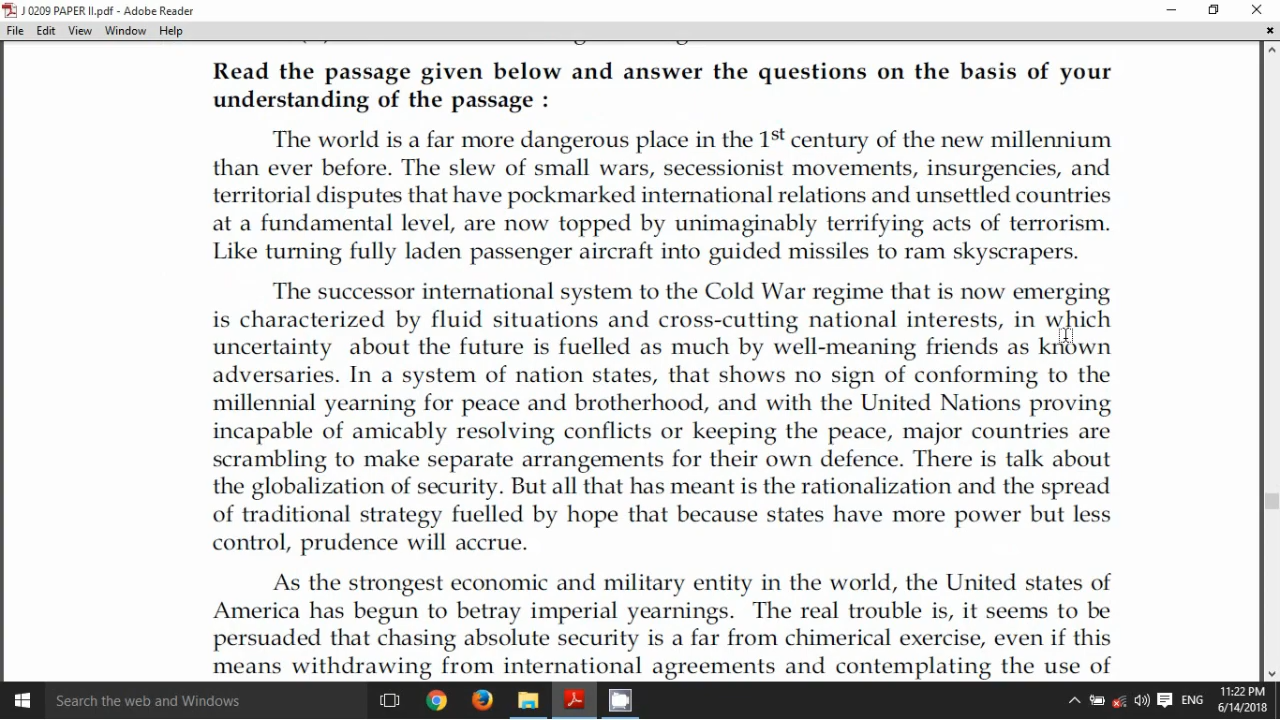 J 0209 PAPER II.pdf - Adobe Reader
File Edit View Window Help
Read the passage given below and answer the questions on the basis of your
understanding of the passage :
The world is a far more dangerous place in the 1st century of the new millennium
than ever before. The slew of small wars, secessionist movements, insurgencies, and
territorial disputes that have pockmarked international relations and unsettled countries
at a fundamental level, are now topped by unimaginably terrifying acts of terrorism.
Like turning fully laden passenger aircraft into guided missiles to ram skyscrapers.
The successor international system to the Cold War regime that is now emerging
is characterized by fluid situations and cross-cutting national interests, in which
uncertainty about the future is fuelled as much by well-meaning friends as known
adversaries. In a system of nation states, that shows no sign of conforming to the
millennial yearning for peace and brotherhood, and with the United Nations proving
incapable of amicably resolving conflicts or keeping the peace, major countries are
scrambling to make separate arrangements for their own defence. There is talk about
the globalization of security. But all that has meant is the rationalization and the spread
of traditional strategy fuelled by hope that because states have more power but less
control, prudence will accrue.
As the strongest economic and military entity in the world, the United states of
America has begun to betray imperial yearnings. The real trouble is, it seems to be
persuaded that chasing absolute security is a far from chimerical exercise, even if this
means withdrawing from international agreements and contemplating the use of
Search the web and Windows
ENG
11:22 PM
6/14/2018